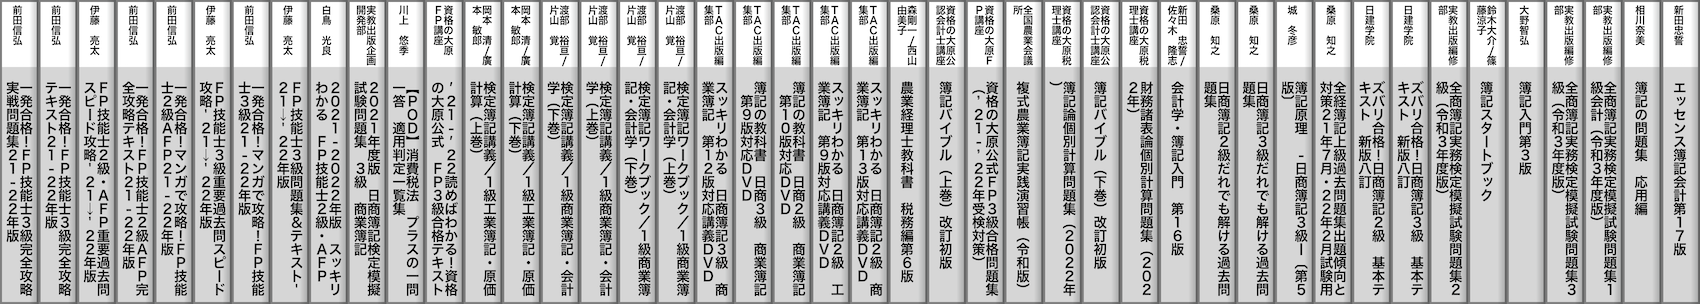 新田忠誓
エッセンス簿記会計第17版
相川奈美
簿記の問題集　応用編
実教出版編修
部
全商簿記実務検定模擬試験問題集1
級会計（令和3年度版）
実教出版編修
部
全商簿記実務検定模擬試験問題集3
級（令和3年度版）
大野智弘
簿記入門第3版
鈴木大介/篠
藤涼子
簿記スタートブック
実教出版編修
部
全商簿記実務検定模擬試験問題集2
級（令和3年度版）
日建学院
ズバリ合格！日商簿記3級　基本テ
キスト　新版八訂
日建学院
ズバリ合格！日商簿記2級　基本テ
キスト　新版八訂
桑原　知之
全経簿記上級過去問題集出題傾向と
対策21年7月・22年2月試験用
城　冬彦
簿記原理　-日商簿記3級-（第5
版）
桑原　知之
日商簿記3級だれでも解ける過去問
題集
桑原　知之
日商簿記2級だれでも解ける過去問
題集
新田　忠誓/
佐々木　隆志/
会計学・簿記入門　第16版
資格の大原税
理士講座
財務諸表論個別計算問題集（202
2年）
資格の大原公
認会計士講座
簿記バイブル（下巻）改訂初版
資格の大原税
理士講座
簿記論個別計算問題集（2022年
）
全国農業会議
所
複式農業簿記実践演習帳（令和版）
資格の大原F
P講座
資格の大原公式FP3級合格問題集
（'21-'22年受検対策）
資格の大原公
認会計士講座
簿記バイブル（上巻）改訂初版
森剛一/西山
由美子
農業経理士教科書　税務編第6版
TAC出版編
集部
スッキリわかる　日商簿記2級　商
業簿記　第13版対応講義DVD
TAC出版編
集部
スッキリわかる　日商簿記2級　工
業簿記　第9版対応講義DVD
TAC出版編
集部
簿記の教科書　日商2級　商業簿記
　第10版対応DVD
TAC出版編
集部
簿記の教科書　日商3級　商業簿記
　第9版対応DVD
TAC出版編
集部
スッキリわかる　日商簿記3級　商
業簿記　第12版対応講義DVD
渡部　裕亘/
片山　覚
検定簿記ワークブック/1級商業簿
記・会計学（上巻）
渡部　裕亘/
片山　覚
検定簿記ワークブック/1級商業簿
記・会計学（下巻）
渡部　裕亘/
片山　覚
検定簿記講義/1級商業簿記・会計
学（上巻）
渡部　裕亘/
片山　覚
検定簿記講義/1級商業簿記・会計
学（下巻）
岡本　清/廣
本　敏郎
検定簿記講義/1級工業簿記・原価
計算（下巻）
岡本　清/廣
本　敏郎
検定簿記講義/1級工業簿記・原価
計算（上巻）
資格の大原
FP講座
'21-'22読めばわかる！資格
の大原公式　FP3級合格テキスト
川上　悠季
【POD】消費税法　プラスの一問
一答　適用判定一覧集
実教出版企画
開発部
2021年度版　日商簿記検定模擬
試験問題集　3級　商業簿記
白鳥　光良
2021-2022年版　スッキリ
わかる　FP技能士2級・AFP
伊藤　亮太
FP技能士3級問題集＆テキスト'
21→'22年版
前田信弘
一発合格！マンガで攻略！FP技能
士3級21-22年版
伊藤　亮太
FP技能士3級重要過去問スピード
攻略'21→'22年版
前田信弘
一発合格！マンガで攻略！FP技能
士2級AFP21-22年版
前田信弘
一発合格！FP技能士2級AFP完
全攻略テキスト21-22年版
伊藤　亮太
FP技能士2級・AFP重要過去問
スピード攻略'21→'22年版
前田信弘
一発合格！FP技能士3級完全攻略
テキスト21-22年版
前田信弘
一発合格！FP技能士3級完全攻略
実戦問題集21-22年版